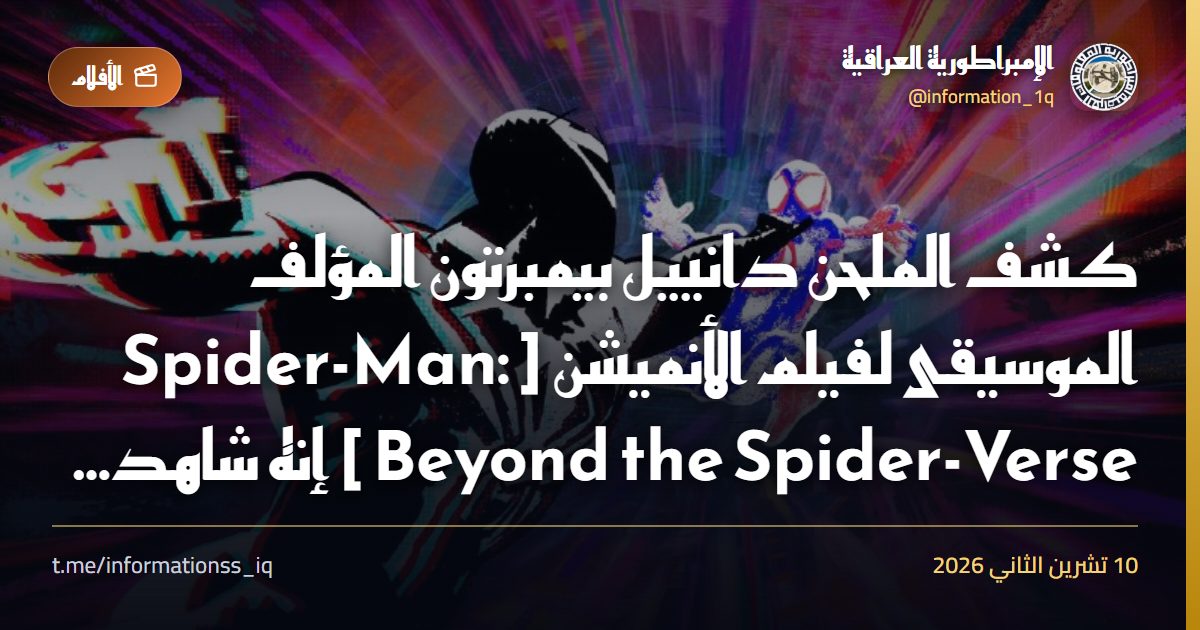 الإمبراطورية العراقية
@information_1q
الأفلام
كشف الملحن دانييل بيمبرتون المؤلف
الموسيقي لفيلم الأنميشن [ Spider-Man:
Beyond the Spider-Verse ] إنهُ شاهد...
10 تشرين الثاني 2026
t.me/informationss_iq